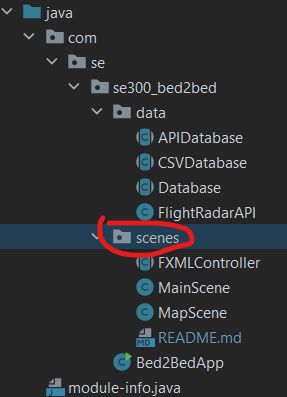 java
com
se
se300_bed2bed
data
APIDatabase
CSVDatabase
Database
FlightRadarAPI
scenes
FXMLController
MainScene
MapScene
README.md
Bed2BedApp
module-info.java